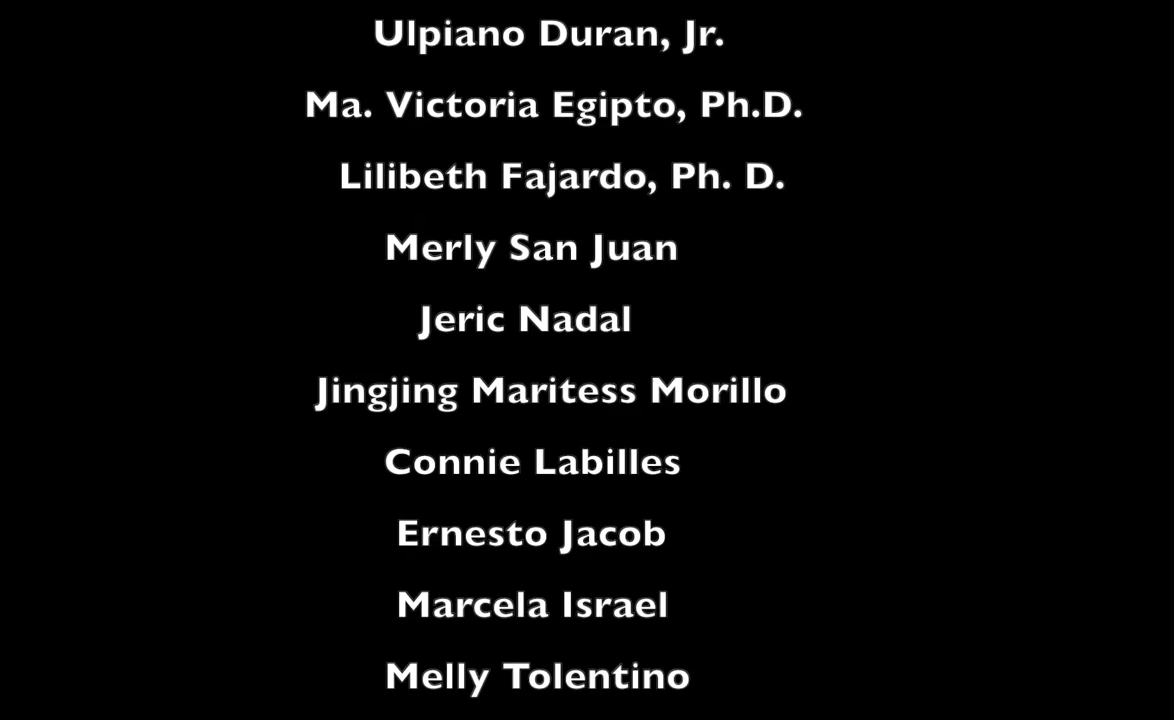 Ulpiano Duran, Jr.
Ma. Victoria Egipto, Ph.D.
Lilibeth Fajardo, Ph. D.
Merly San Juan
Jeric Nadal
Jingjing Maritess Morillo
Connie Labilles
Ernesto Jacob
Marcela Israel
Melly Tolentino